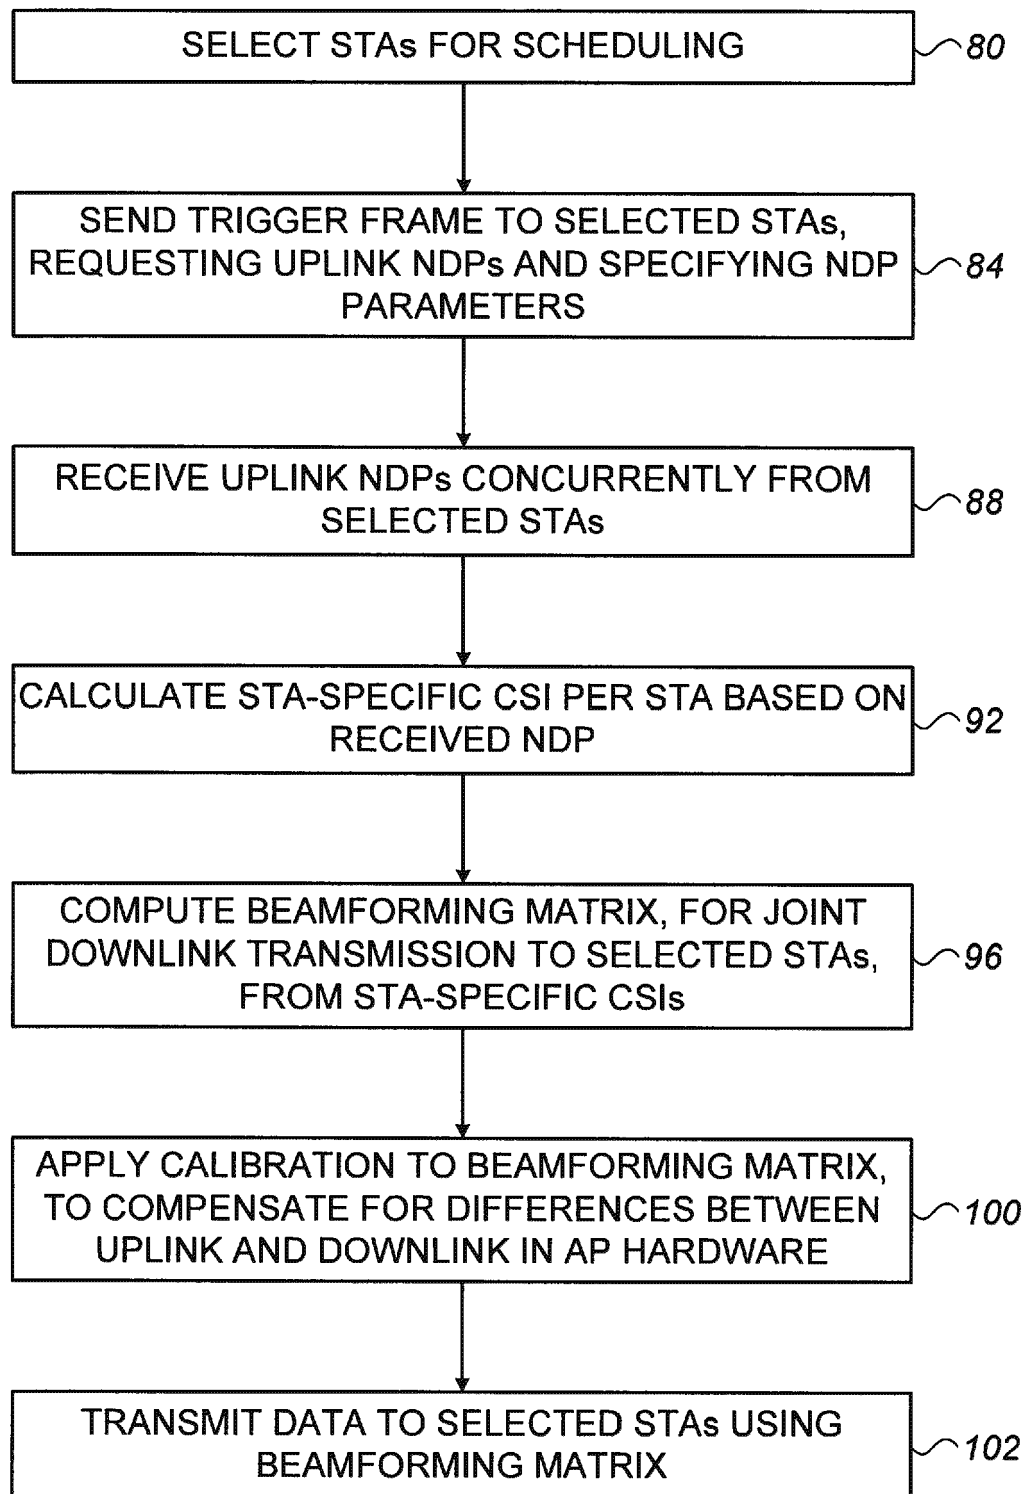 SELECT STAs FOR SCHEDULING
80
SEND TRIGGER FRAME TO SELECTED STAs,
REQUESTING UPLINK NDPs AND SPECIFYING NDP
PARAMETERS
84
RECEIVE UPLINK NDPs CONCURRENTLY FROM
SELECTED STAs
88
CALCULATE STA-SPECIFIC CSI PER STA BASED ON
RECEIVED NDP
92
COMPUTE BEAMFORMING MATRIX, FOR JOINT
DOWNLINK TRANSMISSION TO SELECTED STAs,
FROM STA-SPECIFIC CSIs
96
APPLY CALIBRATION TO BEAMFORMING MATRIX,
TO COMPENSATE FOR DIFFERENCES BETWEEN
UPLINK AND DOWNLINK IN AP HARDWARE
100
TRANSMIT DATA TO SELECTED STAs USING
BEAMFORMING MATRIX
102